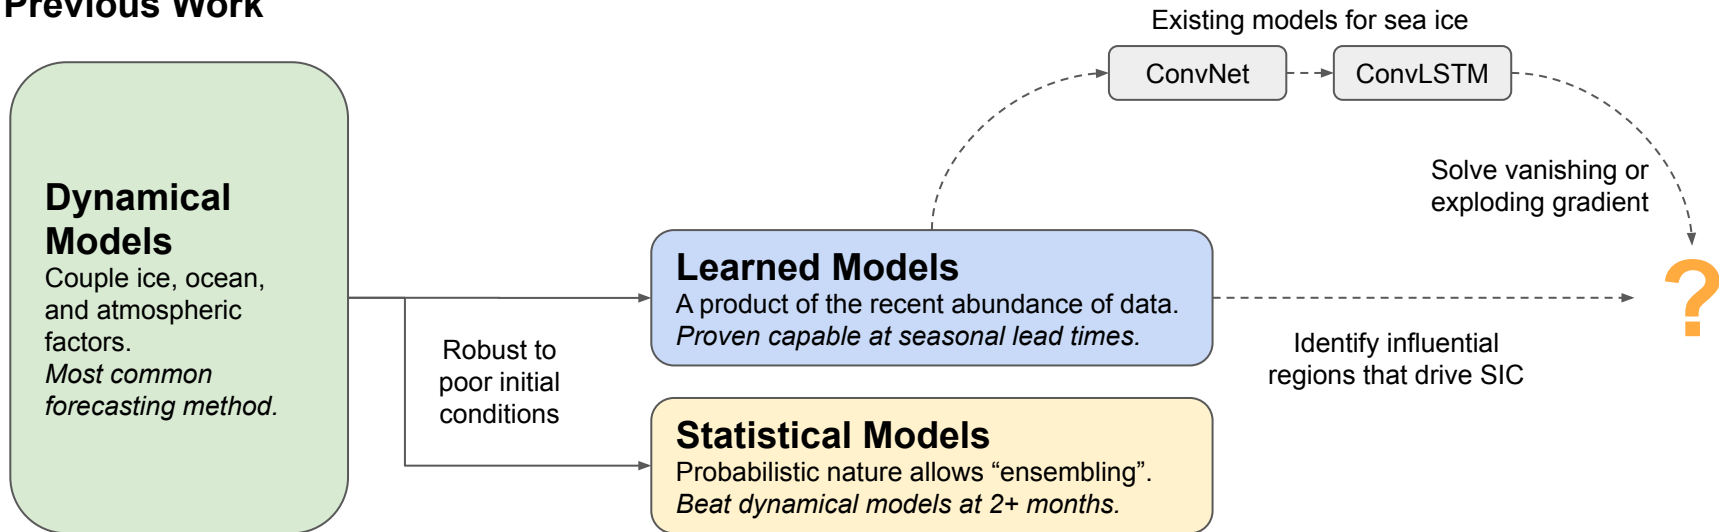 Previous Work
Existing models for sea ice
ConvNet
ConvLSTM
Solve vanishing or
exploding gradient
Dynamical
Models
Couple ice, ocean,
and atmospheric
factors.
Most common
forecasting method.
Robust to
poor initial
conditions
Learned Models
A product of the recent abundance of data.
Proven capable at seasonal lead times.
Identify influential
regions that drive SIC
?
Statistical Models
Probabilistic nature allows “ensembling”.
Beat dynamical models at 2+ months.